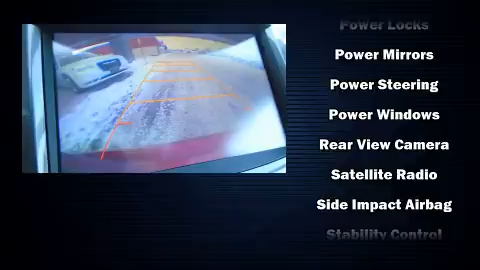 Power Locks
Power Mirrors
Power Steering
Power Windows
Rear View Camera
Satellite Radio
Side Impact Airbag
Stability Control